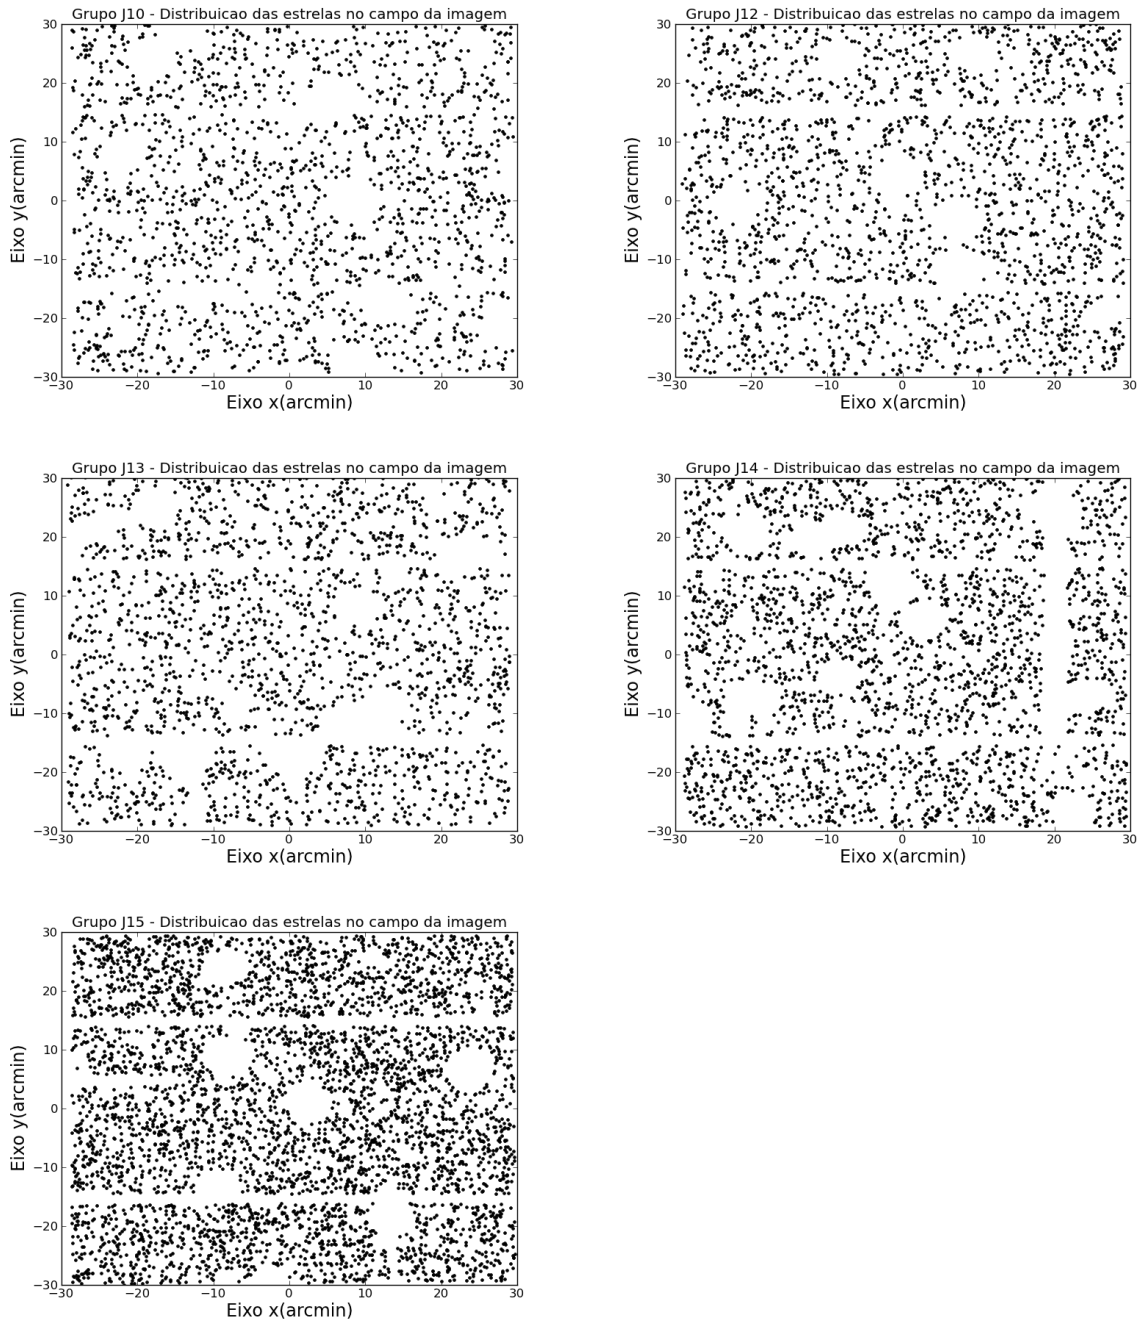 Grupo J10 - Distribuicao das estrelas no campo da imagem
30
20
10
0
−10
−20
−30
Eixo y(arcmin)
−30 −20 −10 0 10 20 30
Eixo x(arcmin)
Grupo J12 - Distribuicao das estrelas no campo da imagem
30
20
10
0
−10
−20
−30
Eixo y(arcmin)
−30 −20 −10 0 10 20 30
Eixo x(arcmin)
Grupo J13 - Distribuicao das estrelas no campo da imagem
30
20
10
0
−10
−20
−30
Eixo y(arcmin)
−30 −20 −10 0 10 20 30
Eixo x(arcmin)
Grupo J14 - Distribuicao das estrelas no campo da imagem
30
20
10
0
−10
−20
−30
Eixo y(arcmin)
−30 −20 −10 0 10 20 30
Eixo x(arcmin)
Grupo J15 - Distribuicao das estrelas no campo da imagem
30
20
10
0
−10
−20
−30
Eixo y(arcmin)
−30 −20 −10 0 10 20 30
Eixo x(arcmin)